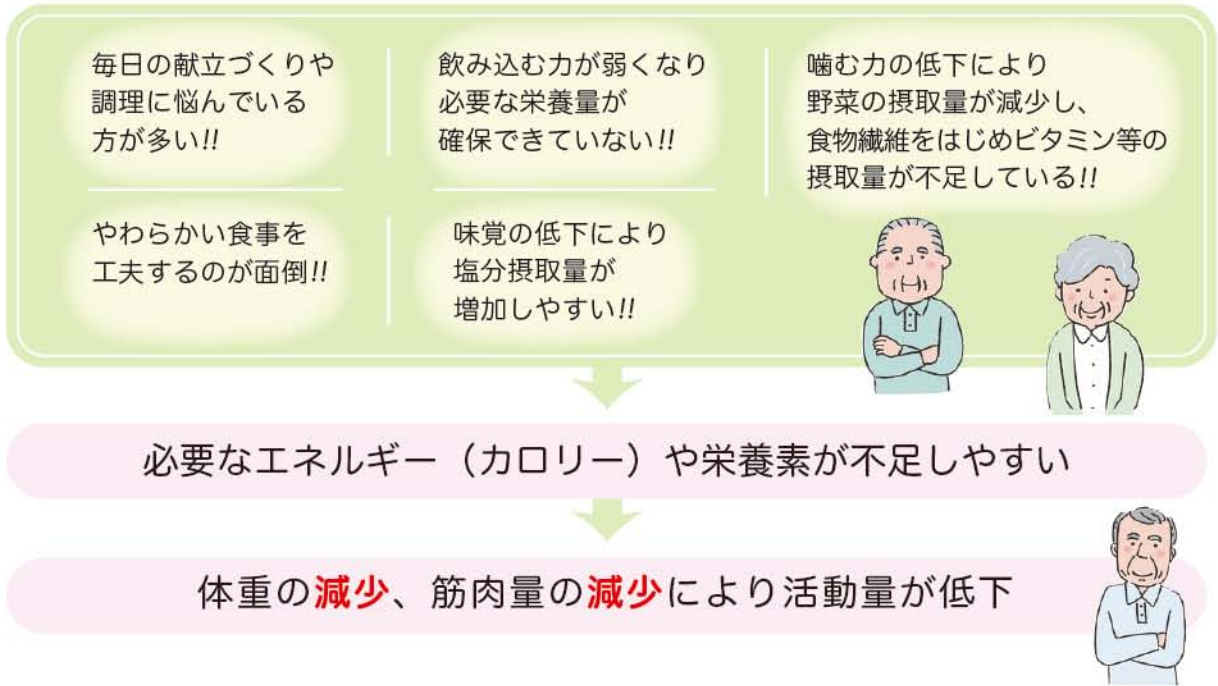 毎日の献立づくりや
調理に悩んでいる
方が多い!!
飲み込む力が弱くなり
必要な栄養量が
確保できていない!!
噛む力の低下により
野菜の摂取量が減少し、
食物繊維をはじめビタミン等の
摂取量が不足している!!
やわらかい食事を
工夫するのが面倒!!
味覚の低下により
塩分摂取量が
増加しやすい!!
必要なエネルギー（カロリー）や栄養素が不足しやすい
体重の減少、筋肉量の減少により活動量が低下